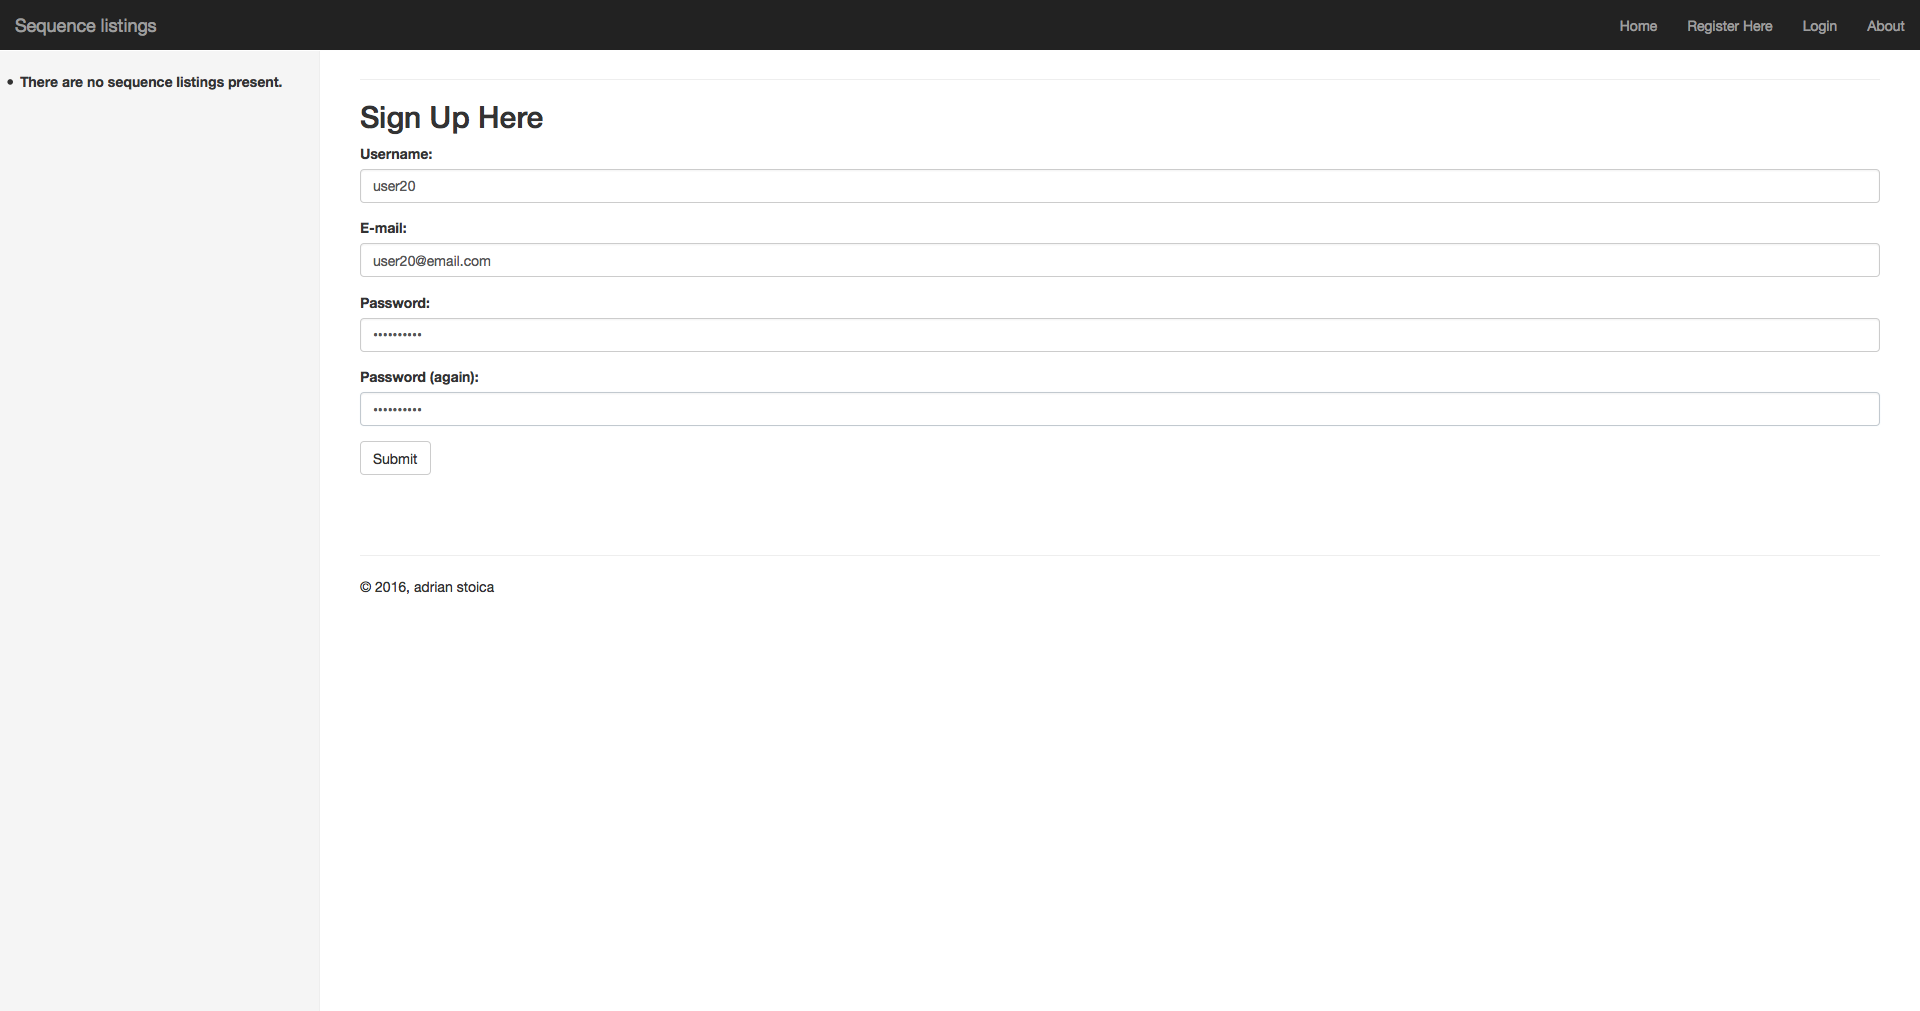 Sequence listings
Home
Register Here
Login
About
• There are no sequence listings present.
Sign Up Here
Username:
user20
E-mail:
user20@email.com
Password:
••••••••••
Password (again):
••••••••••
Submit
© 2016, adrian stoica